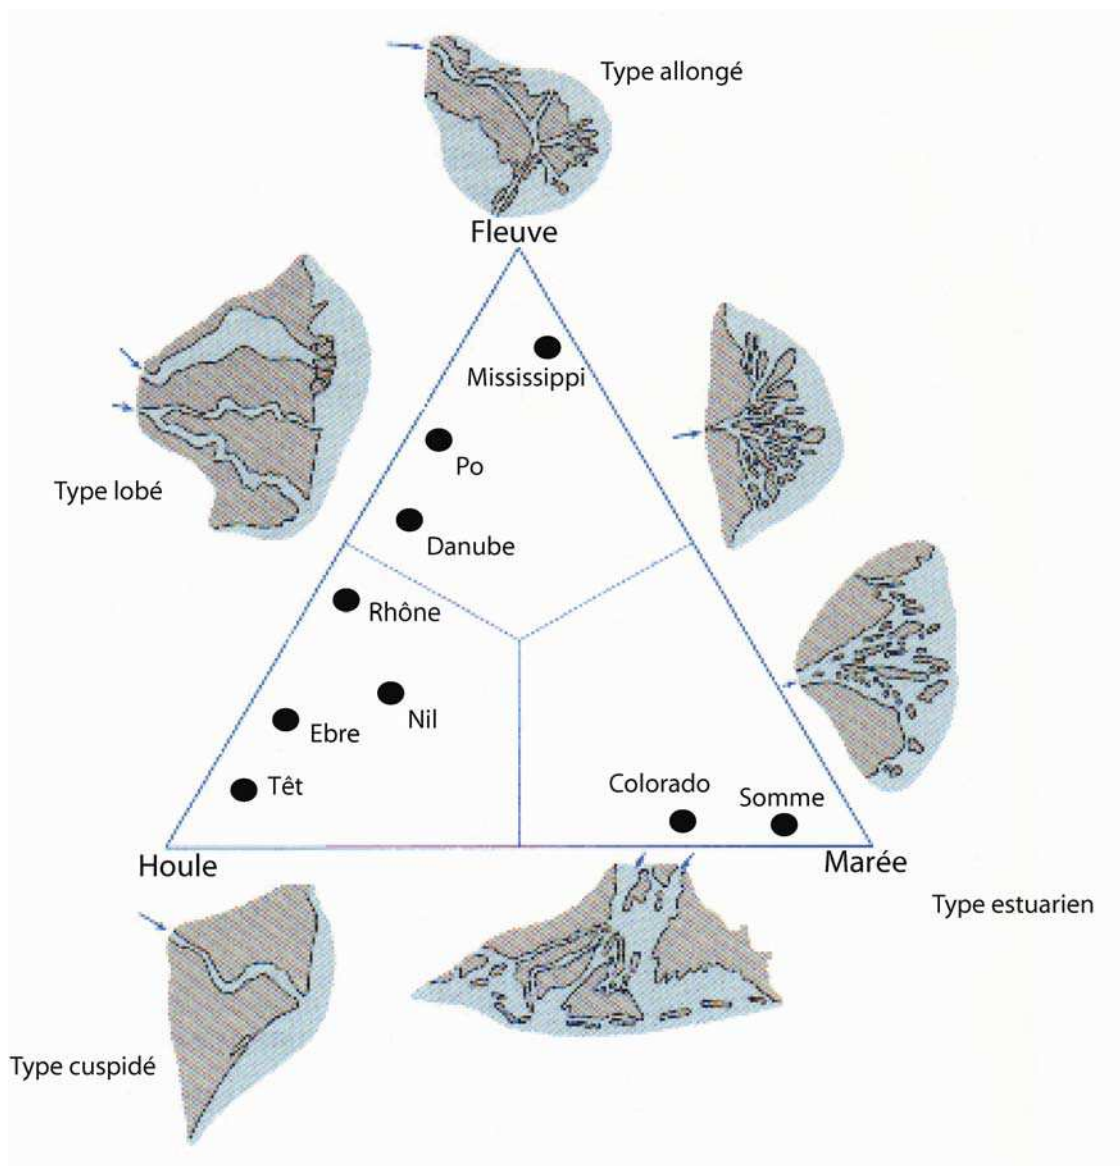 Type allongé
Fleuve
Mississippi
Po
Type lobé
Danube
Rhône
Nil
Ebre
Têt
Colorado
Somme
Houle
Marée
Type estuarien
Type cuspidé